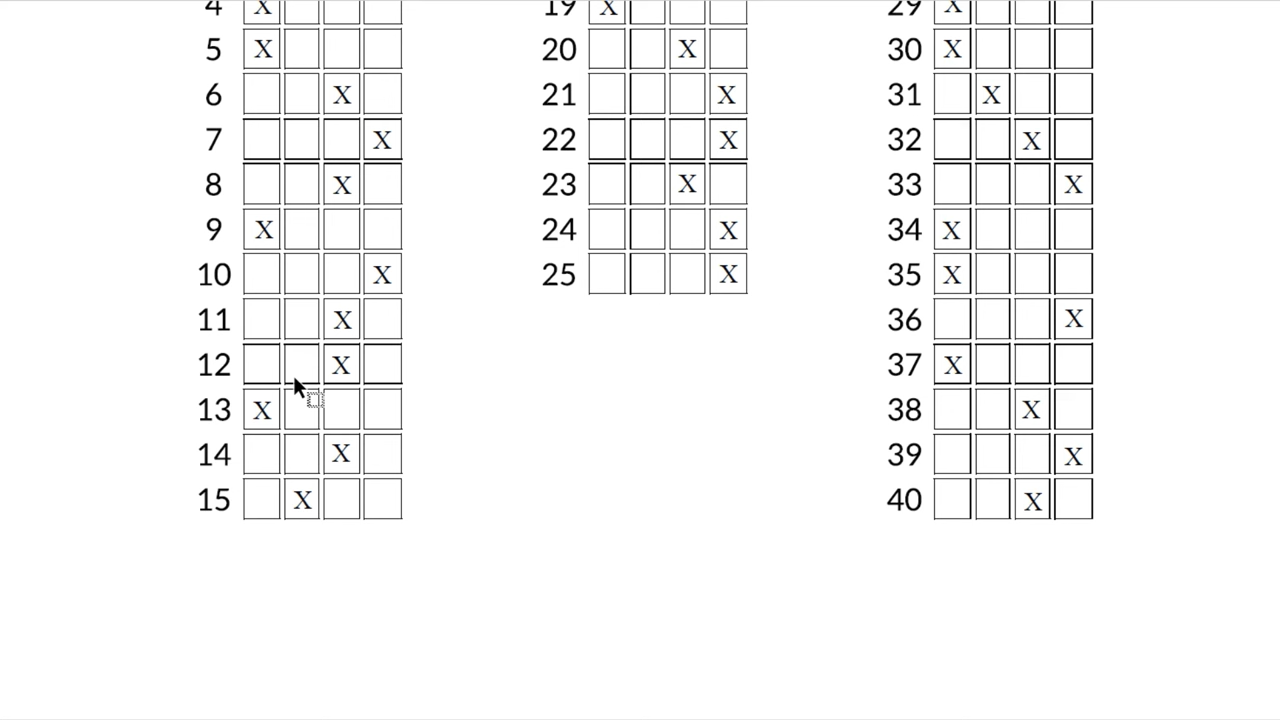 4 X
5 X
6 X
7 X
8 X
9 X
10 X
11 X
12 X
13 X
14 X
15 X
19 X
20 X
21 X
22 X
23 X
24 X
25 X
29 X
30 X
31 X
32 X
33 X
34 X
35 X
36 X
37 X
38 X
39 X
40 X